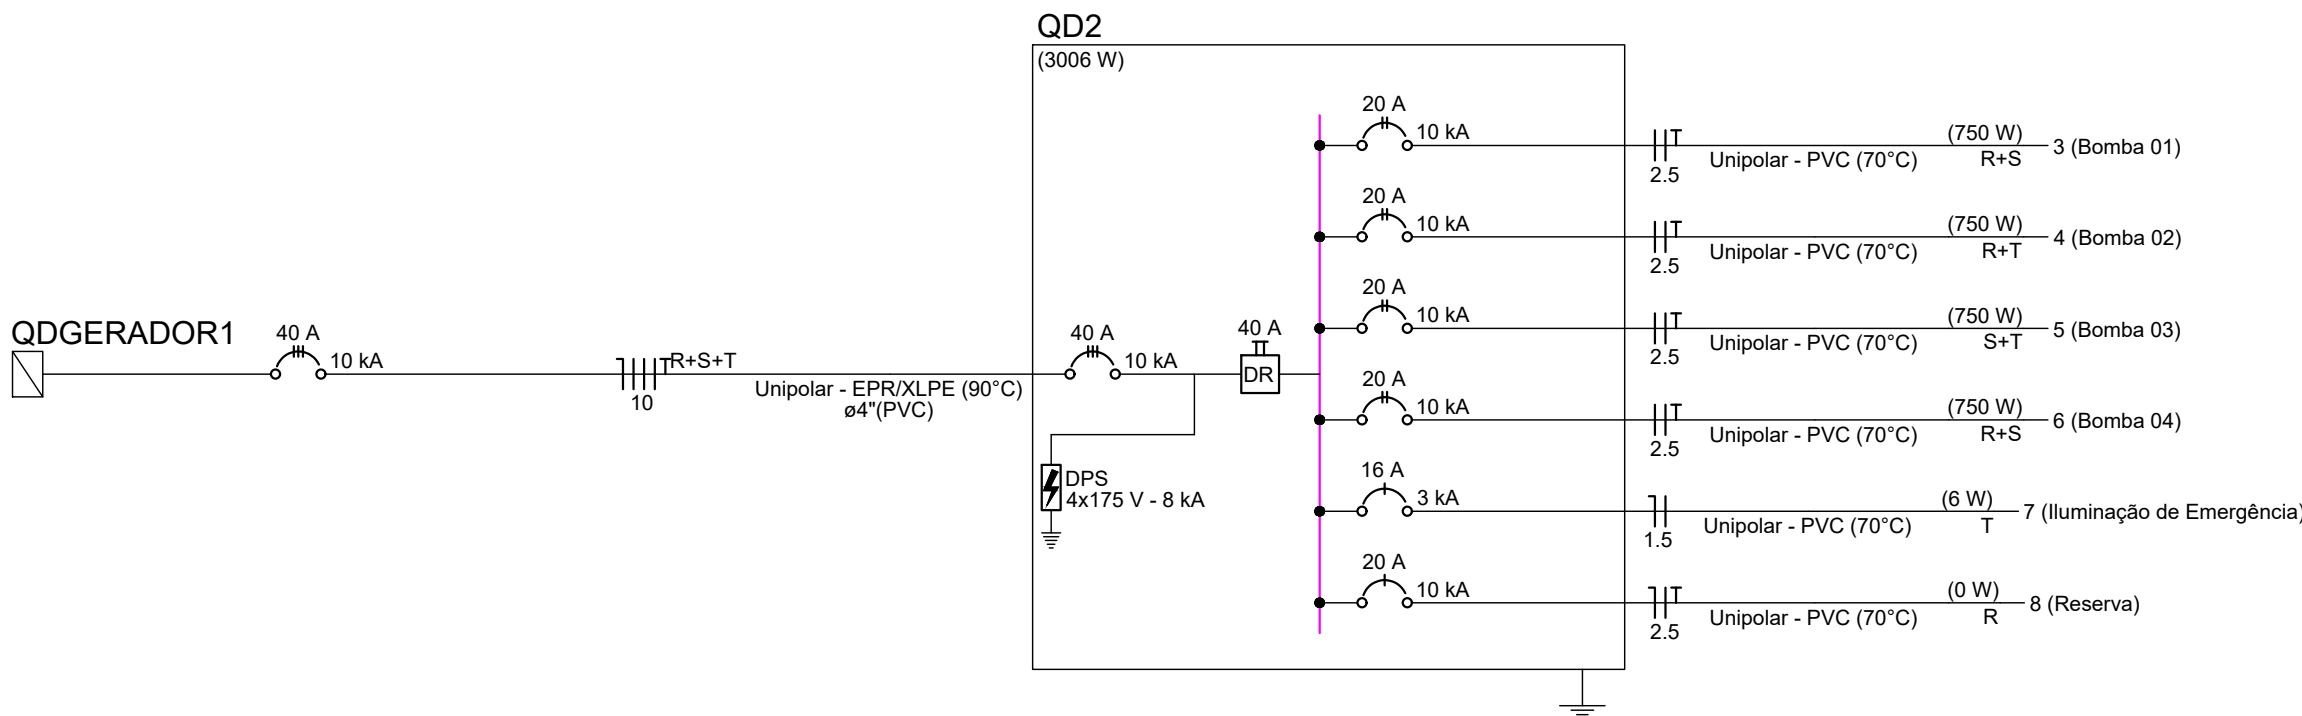 QD2
(3006 W)
20 A
10 kA
(750 W)
3 (Bomba 01)
Unipolar - PVC (70°C)
R+S
2.5
20 A
10 kA
(750 W)
4 (Bomba 02)
Unipolar - PVC (70°C)
R+T
2.5
20 A
10 kA
(750 W)
5 (Bomba 03)
Unipolar - PVC (70°C)
S+T
2.5
QDGERADOR1
40 A
10 kA
R+S+T
10
Unipolar - EPR/XLPE (90°C)
ø4"(PVC)
40 A
10 kA
40 A
DR
20 A
10 kA
(750 W)
6 (Bomba 04)
Unipolar - PVC (70°C)
R+S
2.5
DPS
4x175 V - 8 kA
16 A
3 kA
(6 W)
7 (Iluminação de Emergência)
Unipolar - PVC (70°C)
T
1.5
20 A
10 kA
(0 W)
8 (Reserva)
Unipolar - PVC (70°C)
R
2.5